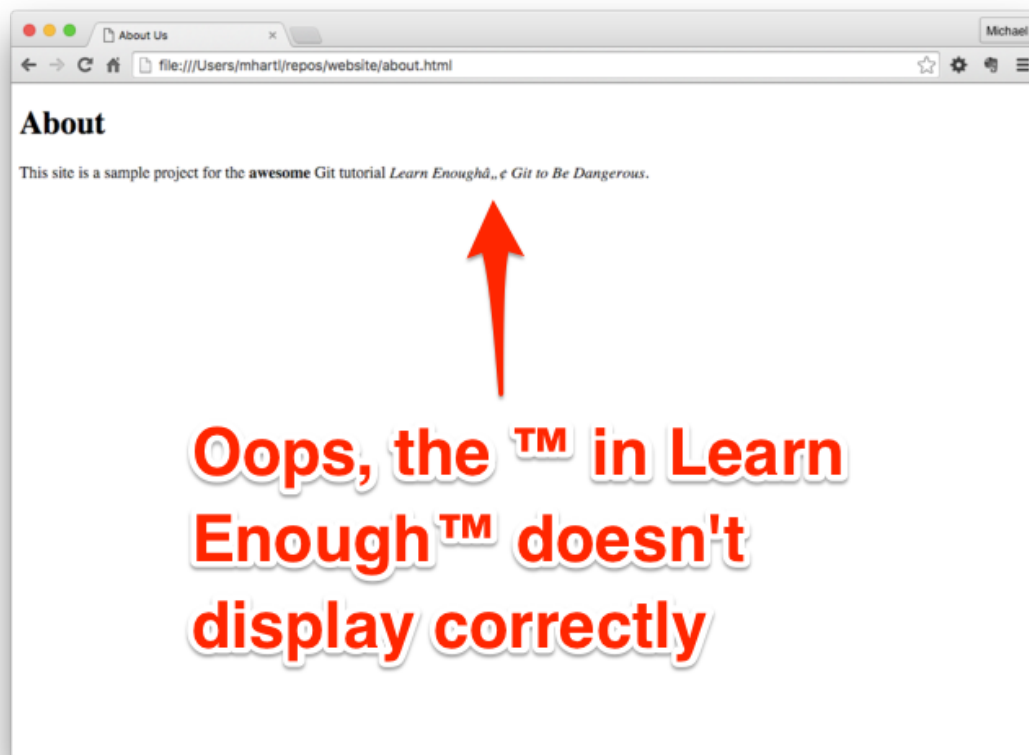 About Us
Michael
file:///Users/mhartl/repos/website/about.html
About
This site is a sample project for the awesome Git tutorial Learn Enoughâ„¢ Git to Be Dangerous.
Oops, the ™ in Learn
Enough™ doesn't
display correctly